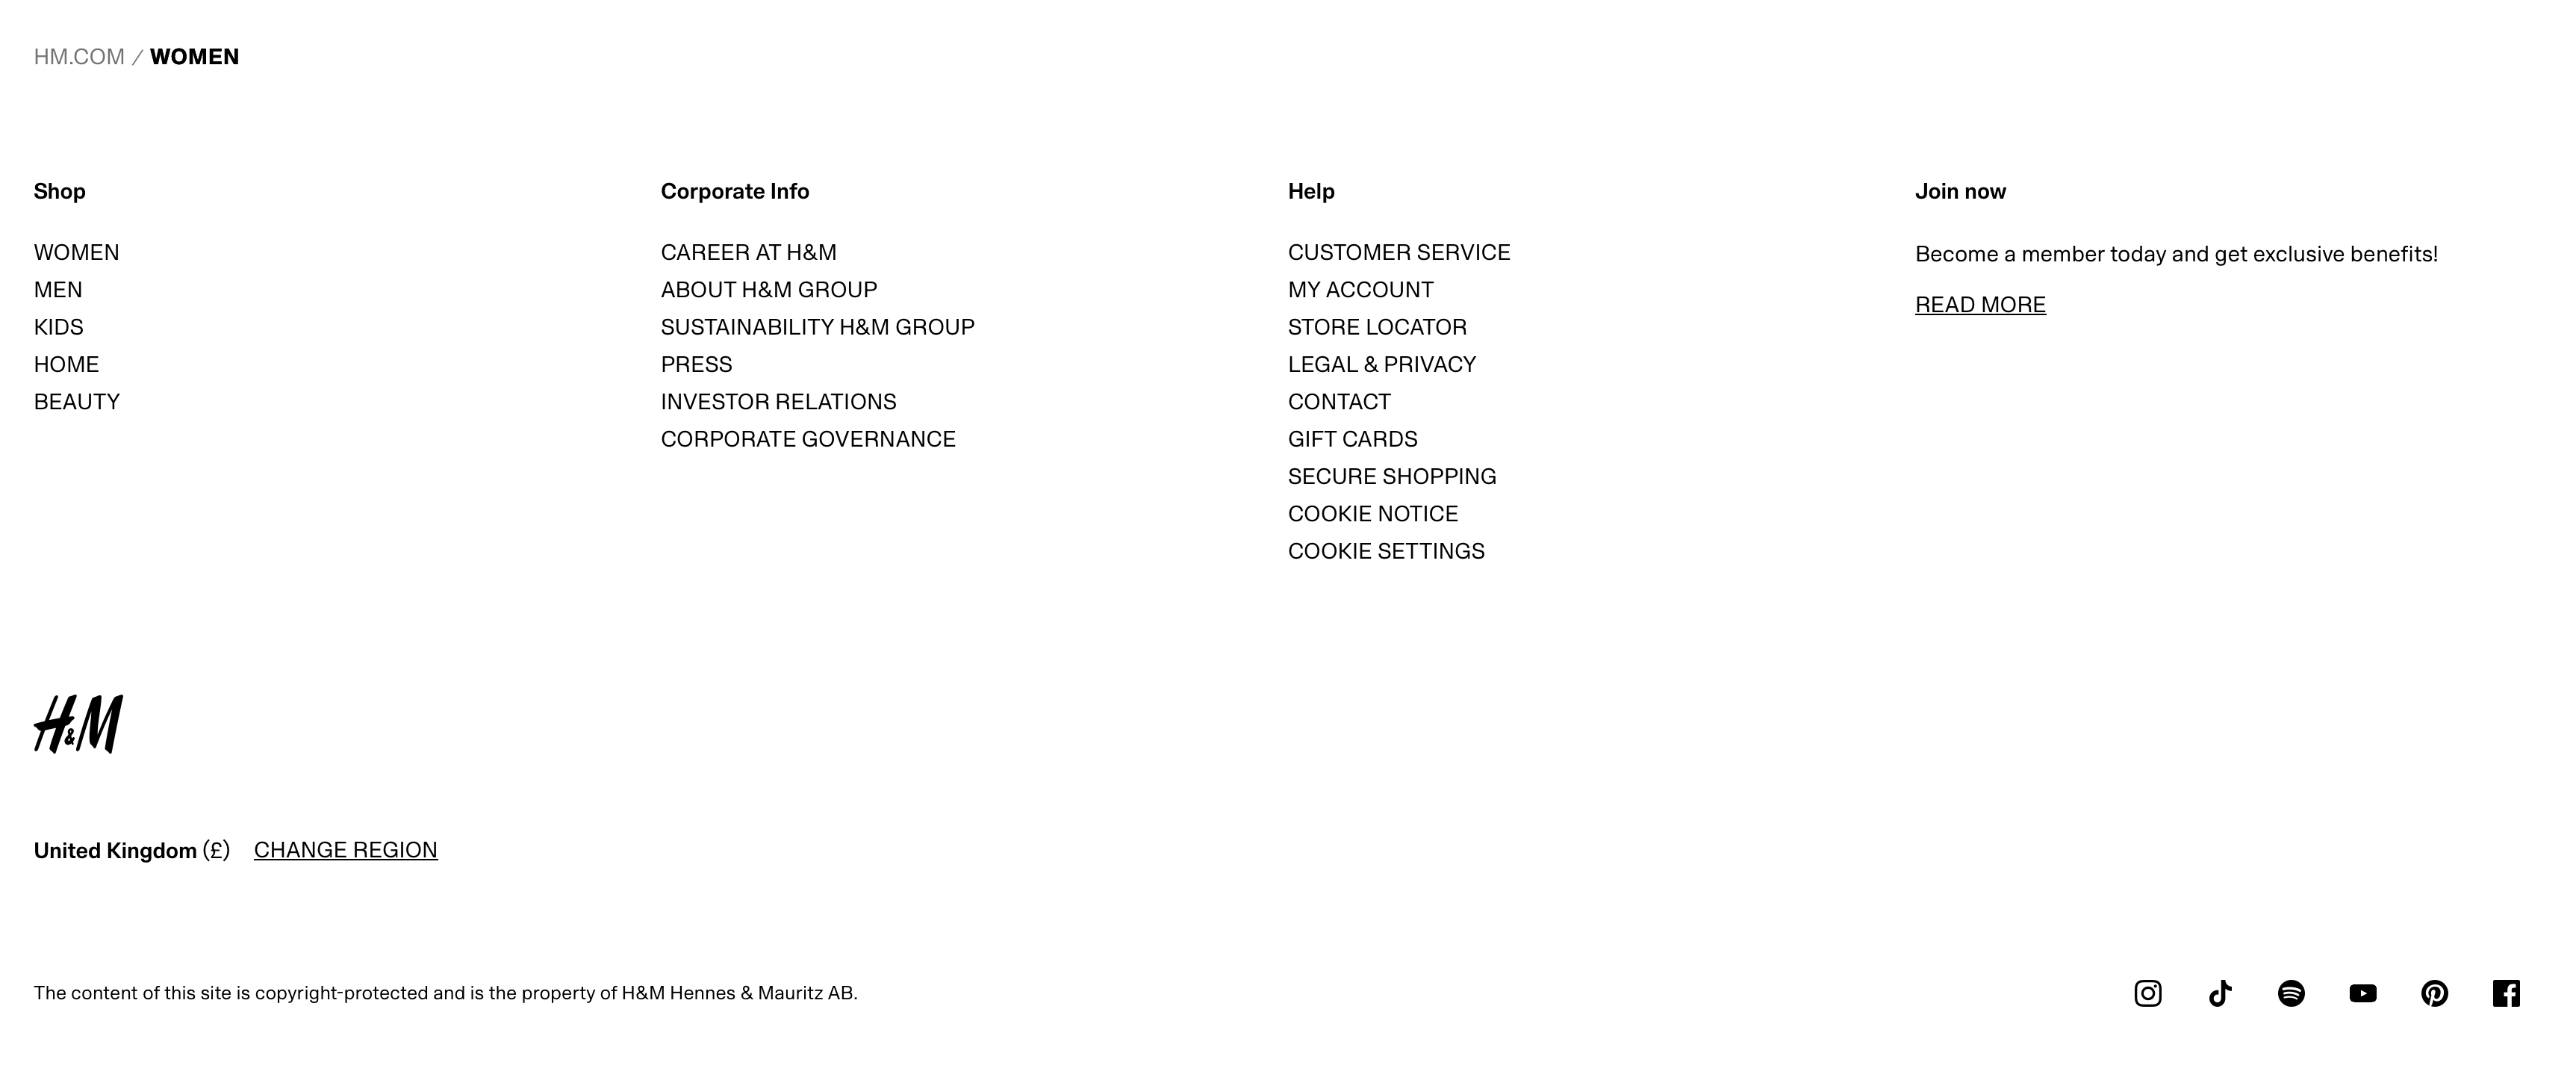 HM.COM / WOMEN
Shop
WOMEN
MEN
KIDS
HOME
BEAUTY
Corporate Info
CAREER AT H&M
ABOUT H&M GROUP
SUSTAINABILITY H&M GROUP
PRESS
INVESTOR RELATIONS
CORPORATE GOVERNANCE
Help
CUSTOMER SERVICE
MY ACCOUNT
STORE LOCATOR
LEGAL & PRIVACY
CONTACT
GIFT CARDS
SECURE SHOPPING
COOKIE NOTICE
COOKIE SETTINGS
Join now
Become a member today and get exclusive benefits!
READ MORE
H&M
United Kingdom (£) CHANGE REGION
The content of this site is copyright-protected and is the property of H&M Hennes & Mauritz AB.